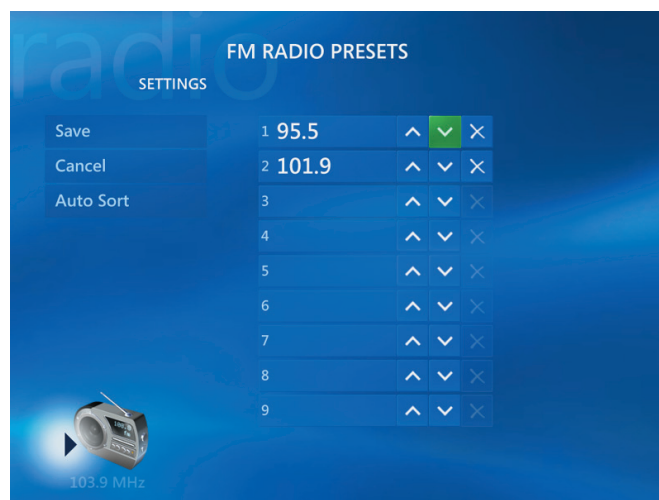 radio
FM RADIO PRESETS
SETTINGS
Save
Cancel
Auto Sort
1 95.5
2 101.9
3
4
5
6
7
8
9
103.9 MHz